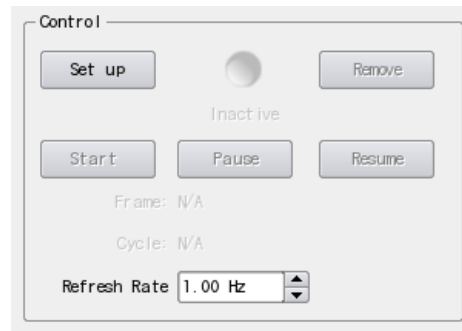 Control
Set up Remove
Inactive
Start Pause Resume
Frame: N/A
Cycle: N/A
Refresh Rate 1.00 Hz